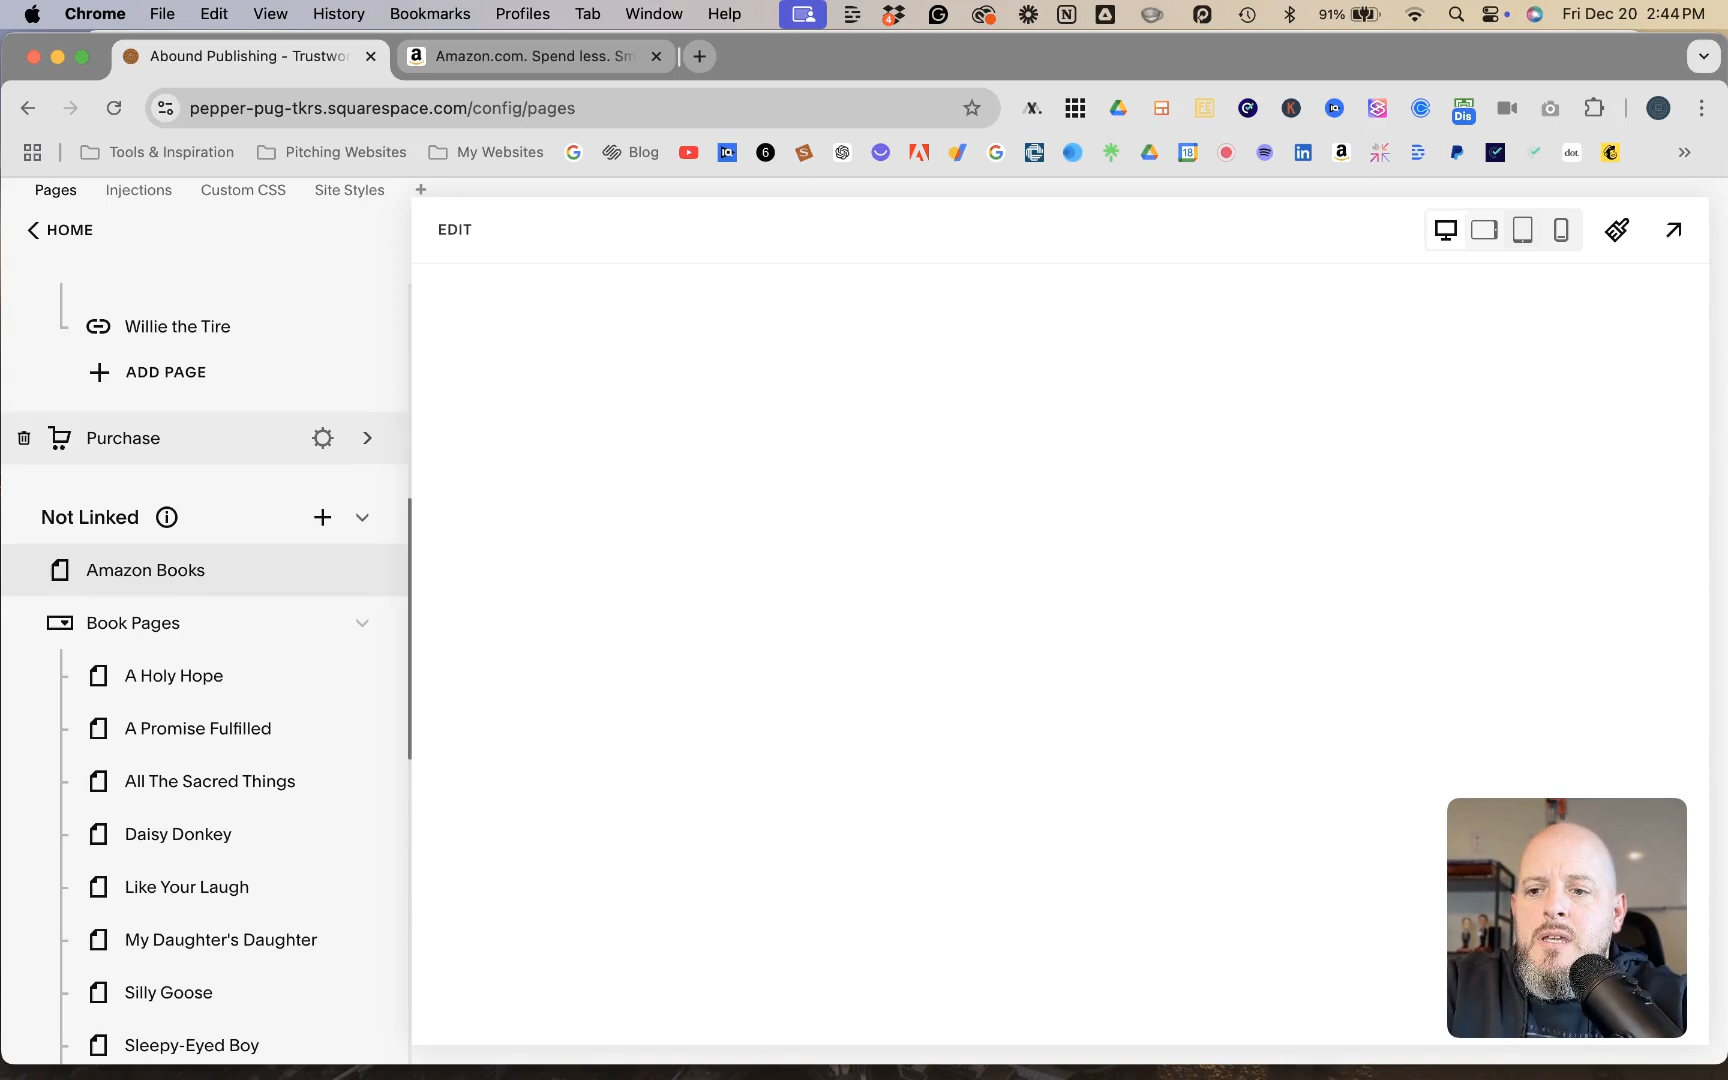 Chrome File Edit View History Bookmarks Profiles Tab Window Help 4 91% Fri Dec 20 2:44 PM
Abound Publishing - Trustwor Amazon.com. Spend less. Sm
pepper-pug-tkrs.squarespace.com/config/pages Dis
Tools & Inspiration Pitching Websites My Websites Blog dot.
Pages Injections Custom CSS Site Styles
HOME
EDIT
Willie the Tire
ADD PAGE
Purchase
Not Linked
Amazon Books
Book Pages
A Holy Hope
A Promise Fulfilled
All The Sacred Things
Daisy Donkey
Like Your Laugh
My Daughter's Daughter
Silly Goose
Sleepy-Eyed Boy